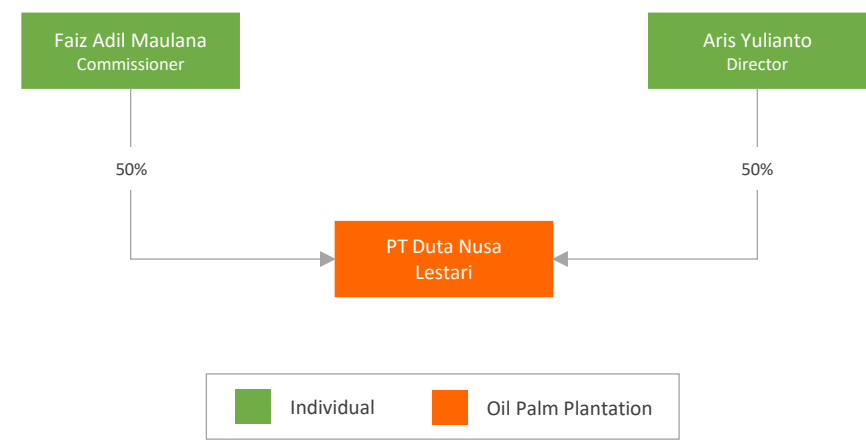 Faiz Adil Maulana
Commissioner
Aris Yulianto
Director
50%
50%
PT Duta Nusa
Lestari
Individual
Oil Palm Plantation